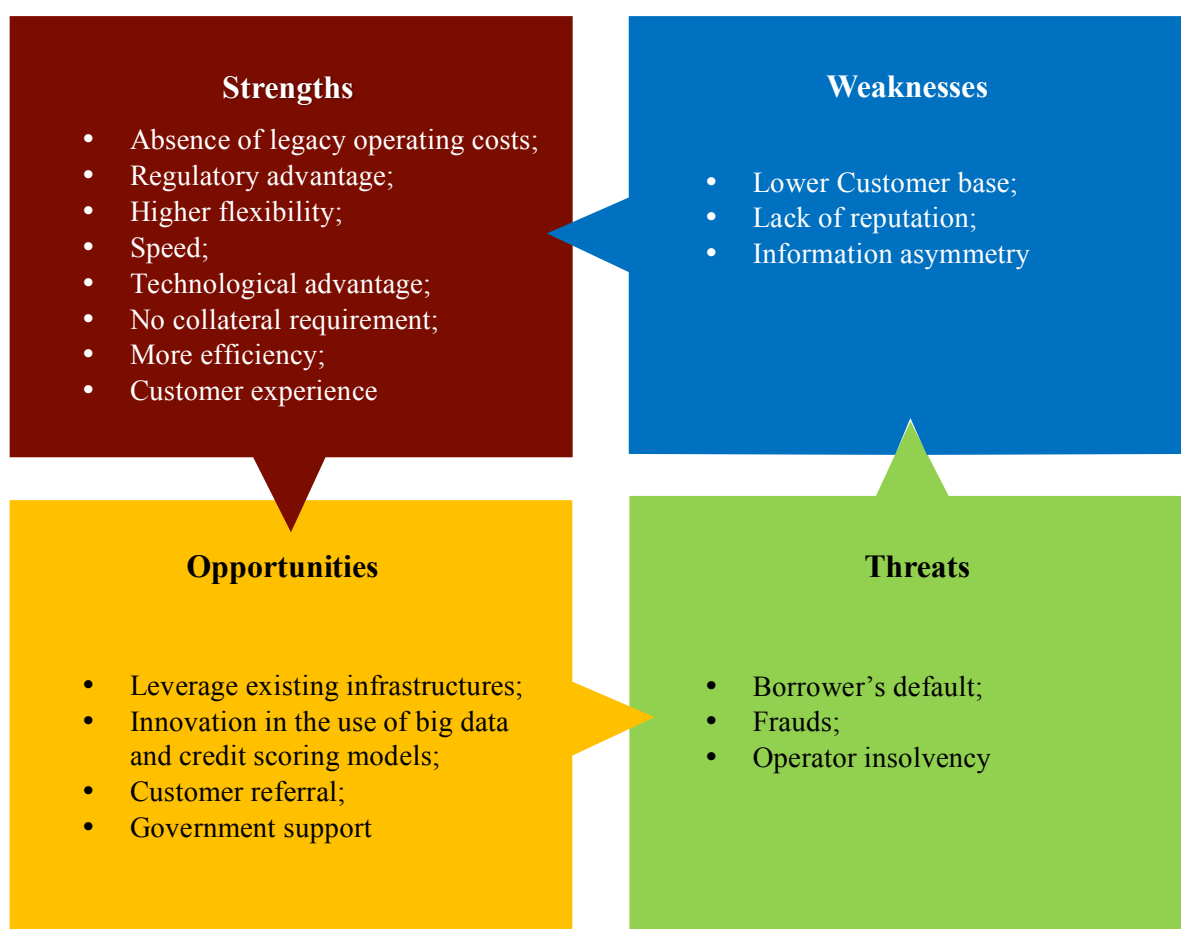 Strengths
• Absence of legacy operating costs;
• Regulatory advantage;
• Higher flexibility;
• Speed;
• Technological advantage;
• No collateral requirement;
• More efficiency;
• Customer experience
Weaknesses
• Lower Customer base;
• Lack of reputation;
• Information asymmetry
Opportunities
• Leverage existing infrastructures;
• Innovation in the use of big data
and credit scoring models;
• Customer referral;
• Government support
Threats
• Borrower’s default;
• Frauds;
• Operator insolvency